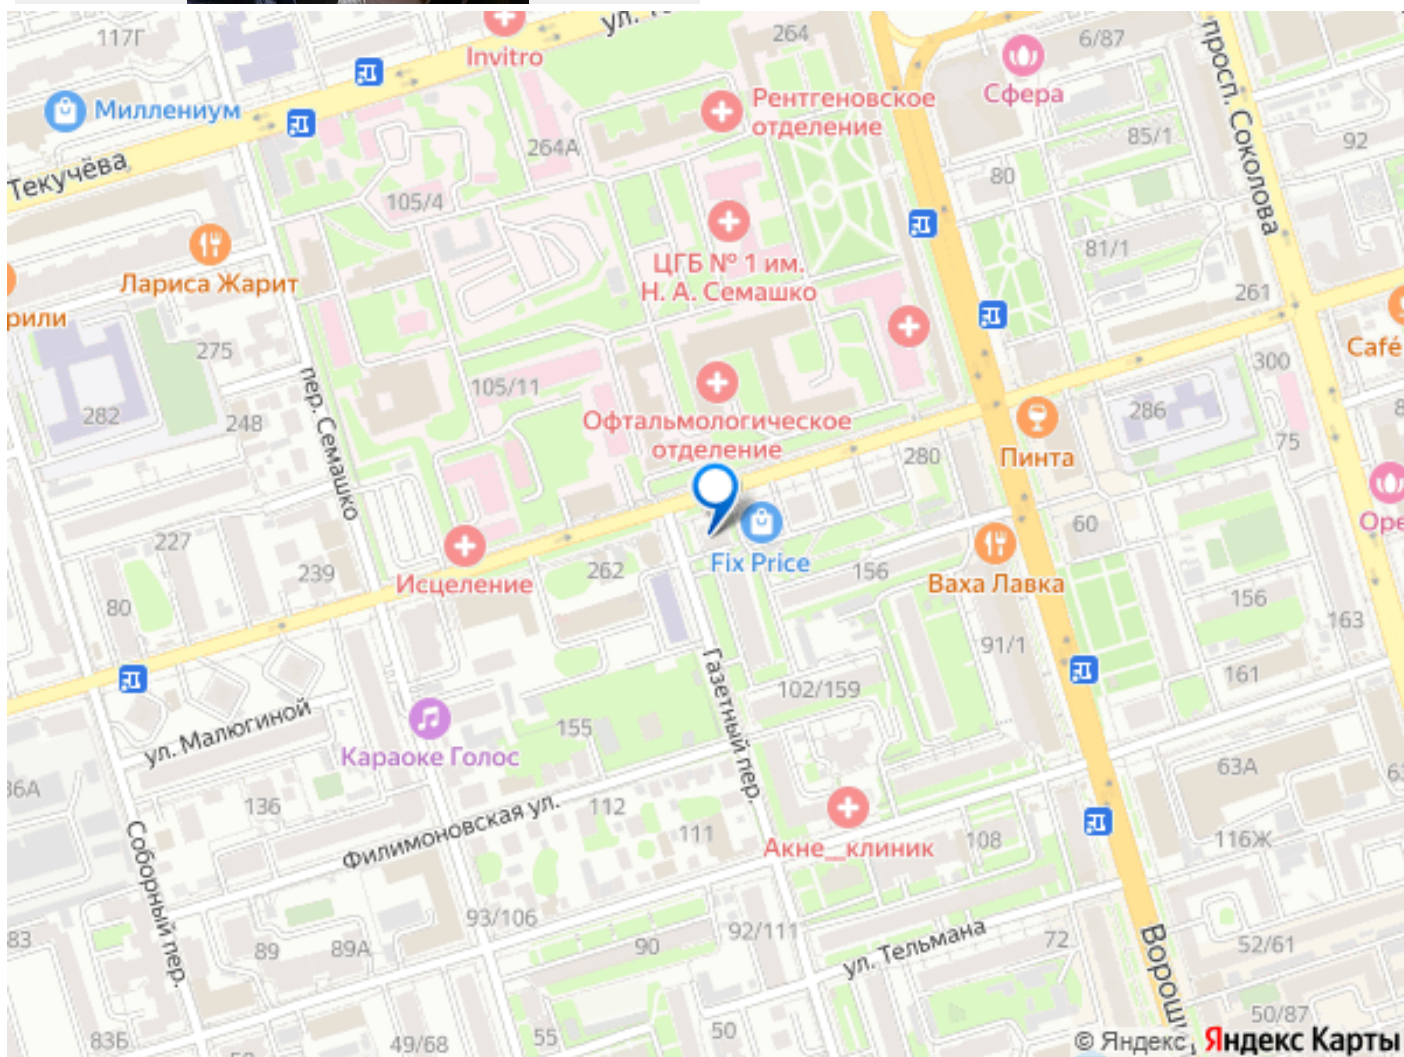 117Г
Invitro
264
6/87
Сфера
просп. Соколова
Миллениум
Рентгеновское
отделение
264А
85/1
92
Текучёва
80
105/4
ЦГБ № 1 им.
Н. А. Семашко
81/1
Лариса Жарит
261
рили
275
Café
300
пер. Семашко
105/11
282
248
Офтальмологическое
отделение
286
280
Пинта
75
227
60
Исцеление
239
262
Fix Price
156
Ваха Лавка
80
156
163
91/1
Газетный пер.
161
102/159
ул. Малюгиной
155
Караоке Голос
63А
136
Филимоновская ул.
112
111
Акне__клиник
108
116Ж
Соборный пер.
93/106
83
89
89А
90
92/111
ул. Тельмана
72
52/61
83Б
49/68
55
50
50/87
© Яндекс
Яндекс Карты